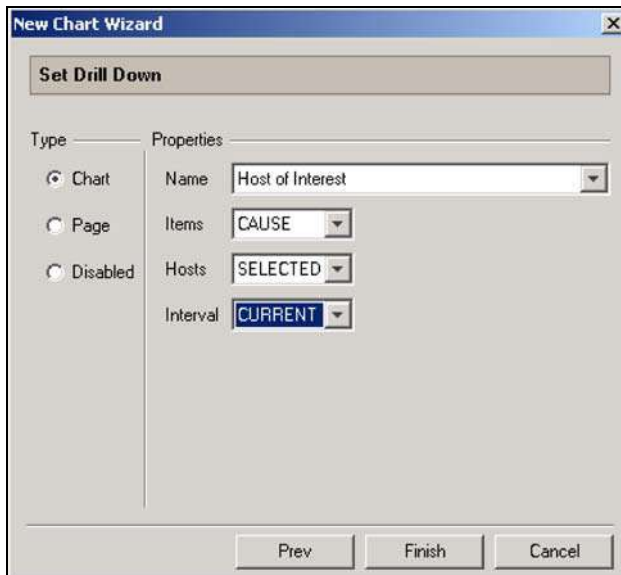 New Chart Wizard
Set Drill Down
Type
Properties
Chart
Name
Host of Interest
Page
Items
CAUSE
Disabled
Hosts
SELECTED
Interval
CURRENT
Prev
Finish
Cancel